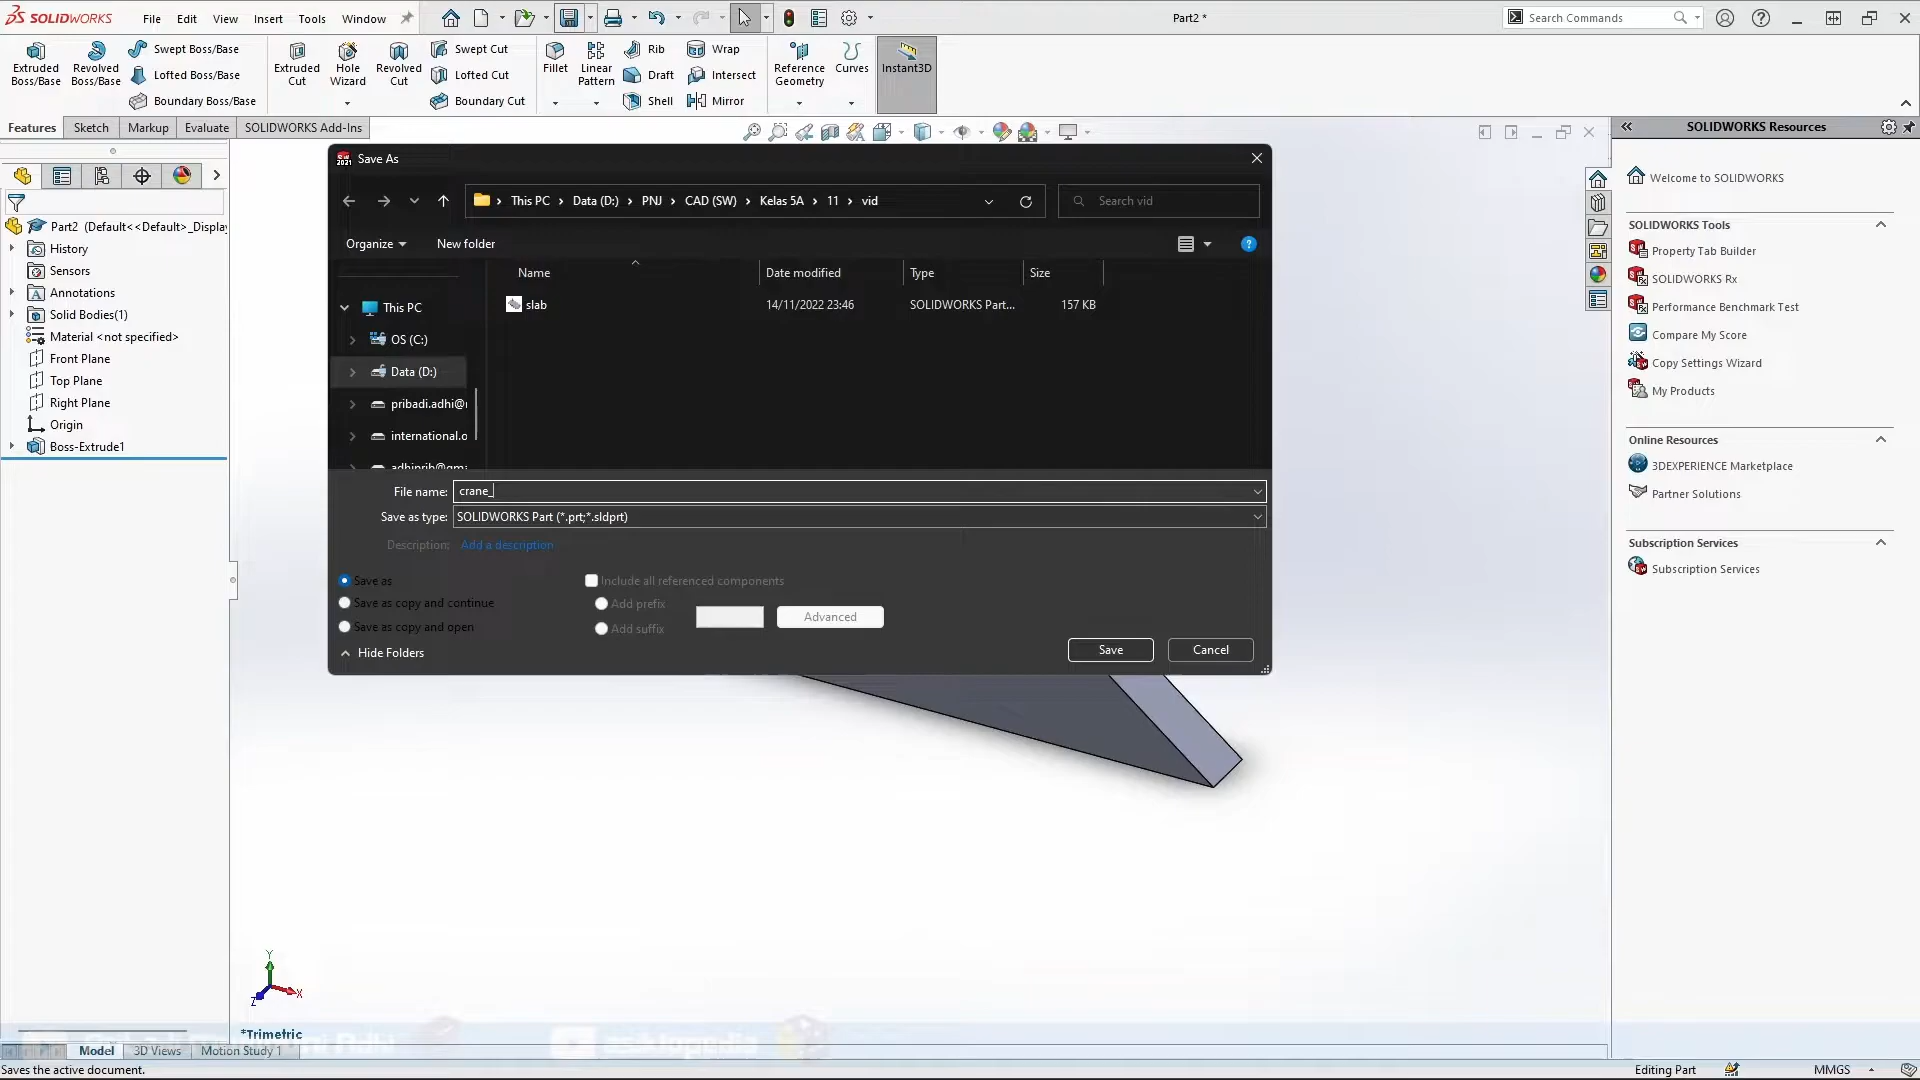 SOLIDWORKS File Edit View Insert Tools Window Part2 * Search Commands
Extruded Boss/Base
Revolved Boss/Base
Swept Boss/Base
Lofted Boss/Base
Boundary Boss/Base
Extruded Cut
Hole Wizard
Revolved Cut
Swept Cut
Lofted Cut
Boundary Cut
Fillet
Linear Pattern
Rib
Draft
Shell
Wrap
Intersect
Mirror
Reference Geometry
Curves
Instant3D
Features Sketch Markup Evaluate SOLIDWORKS Add-Ins
Part2 (Default<<Default>_Display
History
Sensors
Annotations
Solid Bodies(1)
Material <not specified>
Front Plane
Top Plane
Right Plane
Origin
Boss-Extrude1
SW 2021 Save As
This PC > Data (D:) > PNJ > CAD (SW) > Kelas 5A > 11 > vid
Search vid
Organize New folder
Name Date modified Type Size
slab 14/11/2022 23:46 SOLIDWORKS Part... 157 KB
This PC
OS (C:)
Data (D:)
pribadi.adhi@
international.o
File name: crane_
Save as type: SOLIDWORKS Part (*.prt;*.sldprt)
Description: Add a description
Save as
Save as copy and continue
Save as copy and open
Include all referenced components
Add prefix
Add suffix
Advanced
Hide Folders
Save Cancel
SOLIDWORKS Resources
Welcome to SOLIDWORKS
SOLIDWORKS Tools
Property Tab Builder
SOLIDWORKS Rx
Performance Benchmark Test
Compare My Score
Copy Settings Wizard
My Products
Online Resources
3DEXPERIENCE Marketplace
Partner Solutions
Subscription Services
Subscription Services
Y
X
Z
*Trimetric
Model 3D Views Motion Study 1
Saves the active document. Editing Part MMGS